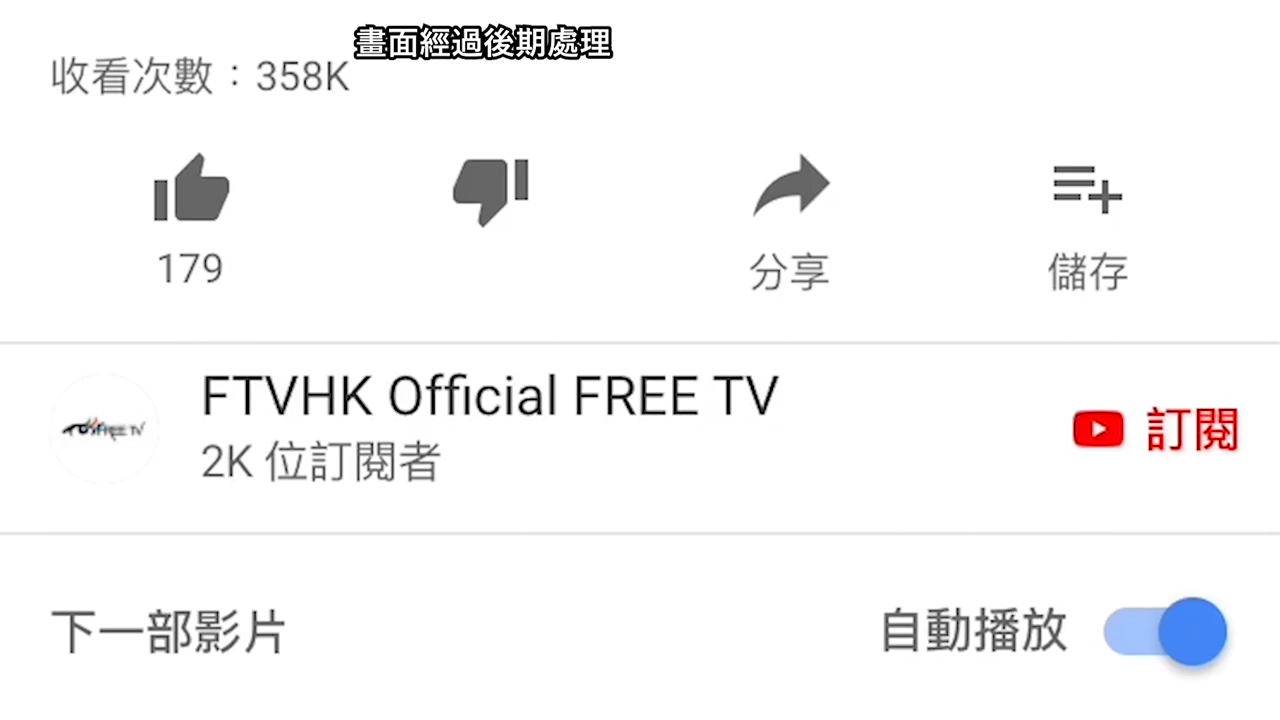 畫面經過後期處理
收看次數：358K
179
分享
儲存
FTVHK Official FREE TV
2K 位訂閱者
訂閱
下一部影片
自動播放